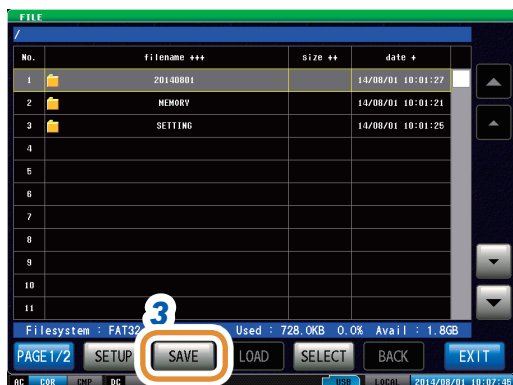 FILE
/
No. filename +++ size ++ date +
1 20140801 14/08/01 10:01:27
2 MEMORY 14/08/01 10:01:21
3 SETTING 14/08/01 10:01:25
4
5
6
7
8
9
10
11
3
Filesystem : FAT32 Used : 728.0KB 0.0% Avail : 1.8GB
PAGE1/2 SETUP SAVE LOAD SELECT BACK EXIT
AC COR CMP DC USB LOCAL 2014/08/01 10:07:45